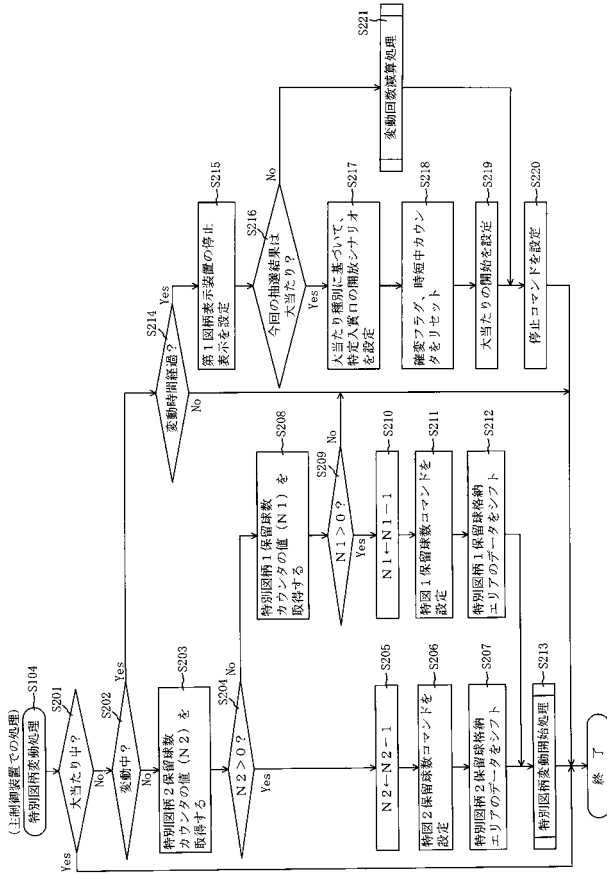 (主制御装置での処理)
特別図柄変動処理
S104
S201
大当たり中?
Yes
No
S202
変動中?
Yes
No
S203
特別図柄2保留球数
カウンタの値(N2)を
取得する
S204
N2>0?
No
Yes
S205
N2←N2-1
S206
特図2保留球数コマンドを
設定
S207
特別図柄2保留球格納
エリアのデータをシフト
S208
特別図柄1保留球数
カウンタの値(N1)を
取得する
S209
N1>0?
No
Yes
S210
N1←N1-1
S211
特図1保留球数コマンドを
設定
S212
特別図柄1保留球格納
エリアのデータをシフト
S213
特別図柄変動開始処理
S214
変動時間経過?
Yes
No
S215
第1図柄表示装置の停止
表示を設定
S216
今回の抽選結果は
大当たり?
No
Yes
S217
大当たり種別に基づいて、
特定入賞口の開放シナリオ
を設定
S218
確変フラグ、時短中カウン
タをリセット
S219
大当たりの開始を設定
S220
停止コマンドを設定
S221
変動回数減算処理
終了